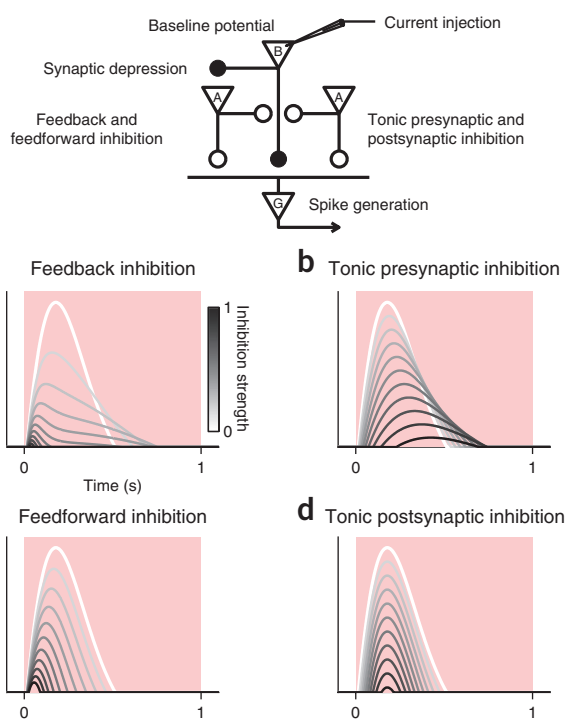 Baseline potential
Current injection
B
Synaptic depression
A
A
Feedback and
feedforward inhibition
Tonic presynaptic and
postsynaptic inhibition
G
Spike generation
Feedback inhibition
b Tonic presynaptic inhibition
1
Inhibition strength
0
0
1
Time (s)
0
1
Feedforward inhibition
d Tonic postsynaptic inhibition
0
1
0
1